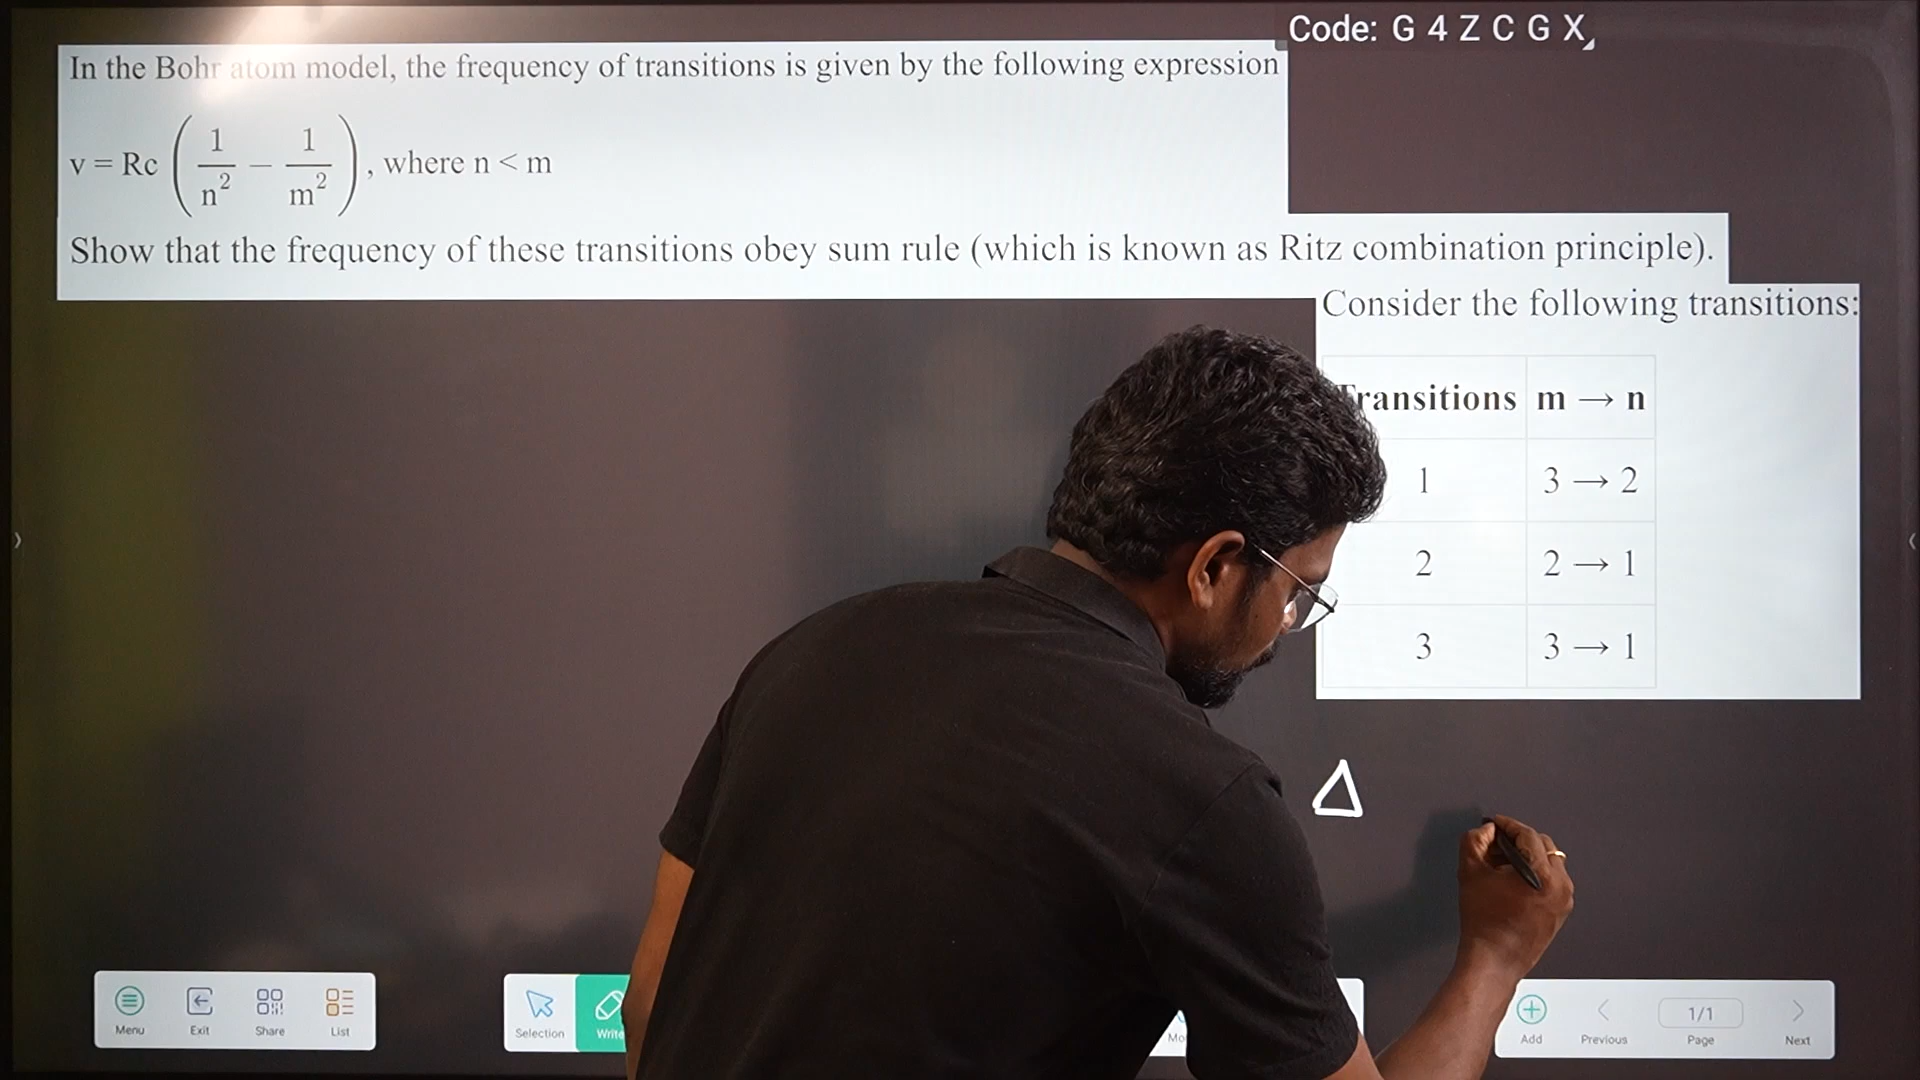 Code: G 4 Z C G X
In the Bohr atom model, the frequency of transitions is given by the following expression
v = Rc ( 1/n² − 1/m² ), where n < m
Show that the frequency of these transitions obey sum rule (which is known as Ritz combination principle).
Consider the following transitions:
Transitions m → n
1 3 → 2
2 2 → 1
3 3 → 1
Δ
Menu Exit Share List
Selection Write
Add Previous 1/1 Page Next